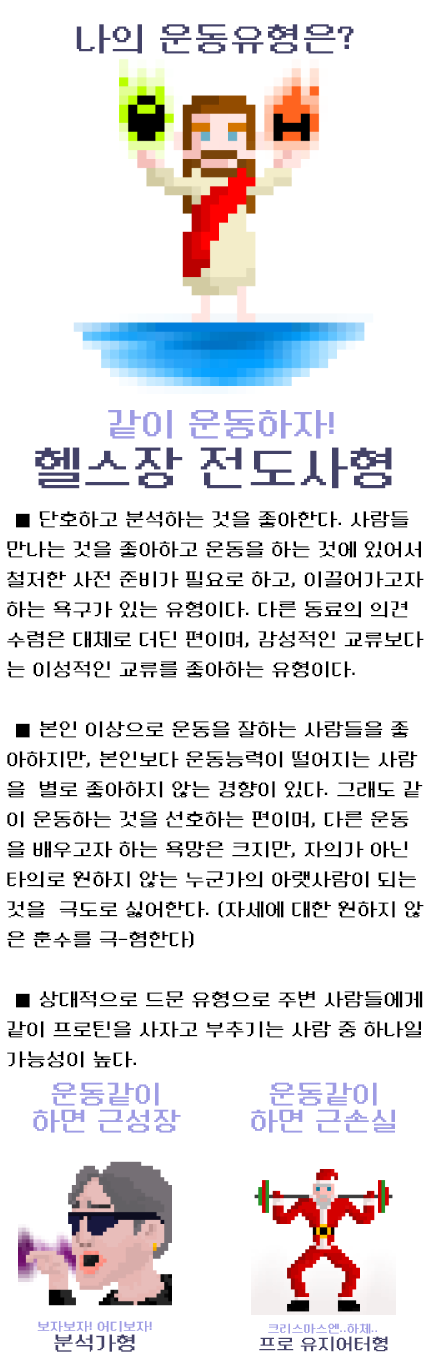 나의 운동유형은?
같이 운동하자!
헬스장 전도사형
■ 단호하고 분석하는 것을 좋아한다. 사람들
만나는 것을 좋아하고 운동을 하는 것에 있어서
철저한 사전 준비가 필요로 하고, 이끌어가고자
하는 욕구가 있는 유형이다. 다른 동료의 의견
수렴은 대체로 더딘 편이며, 감성적인 교류보다
는 이성적인 교류를 좋아하는 유형이다.
■ 본인 이상으로 운동을 잘하는 사람들을 좋
아하지만, 본인보다 운동능력이 떨어지는 사람
을 별로 좋아하지 않는 경향이 있다. 그래도 같
이 운동하는 것을 선호하는 편이며, 다른 운동
을 배우고자 하는 욕망은 크지만, 자의가 아닌
타의로 원하지 않는 누군가의 아랫사람이 되는
것을 극도로 싫어한다. (자세에 대한 원하지 않
은 훈수를 극-혐한다)
■ 상대적으로 드문 유형으로 주변 사람들에게
같이 프로틴을 사자고 부추기는 사람 중 하나일
가능성이 높다.
운동같이
하면 근성장
운동같이
하면 근손실
보자보자! 어디보자!
분석가형
크리스마스엔..하체..
프로 유지어터형